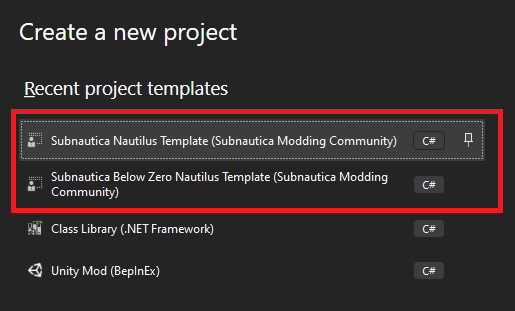 Create a new project
Recent project templates
Subnautica Nautilus Template (Subnautica Modding Community)
C#
Subnautica Below Zero Nautilus Template (Subnautica Modding
Community)
C#
Class Library (.NET Framework)
C#
Unity Mod (BepInEx)
C#